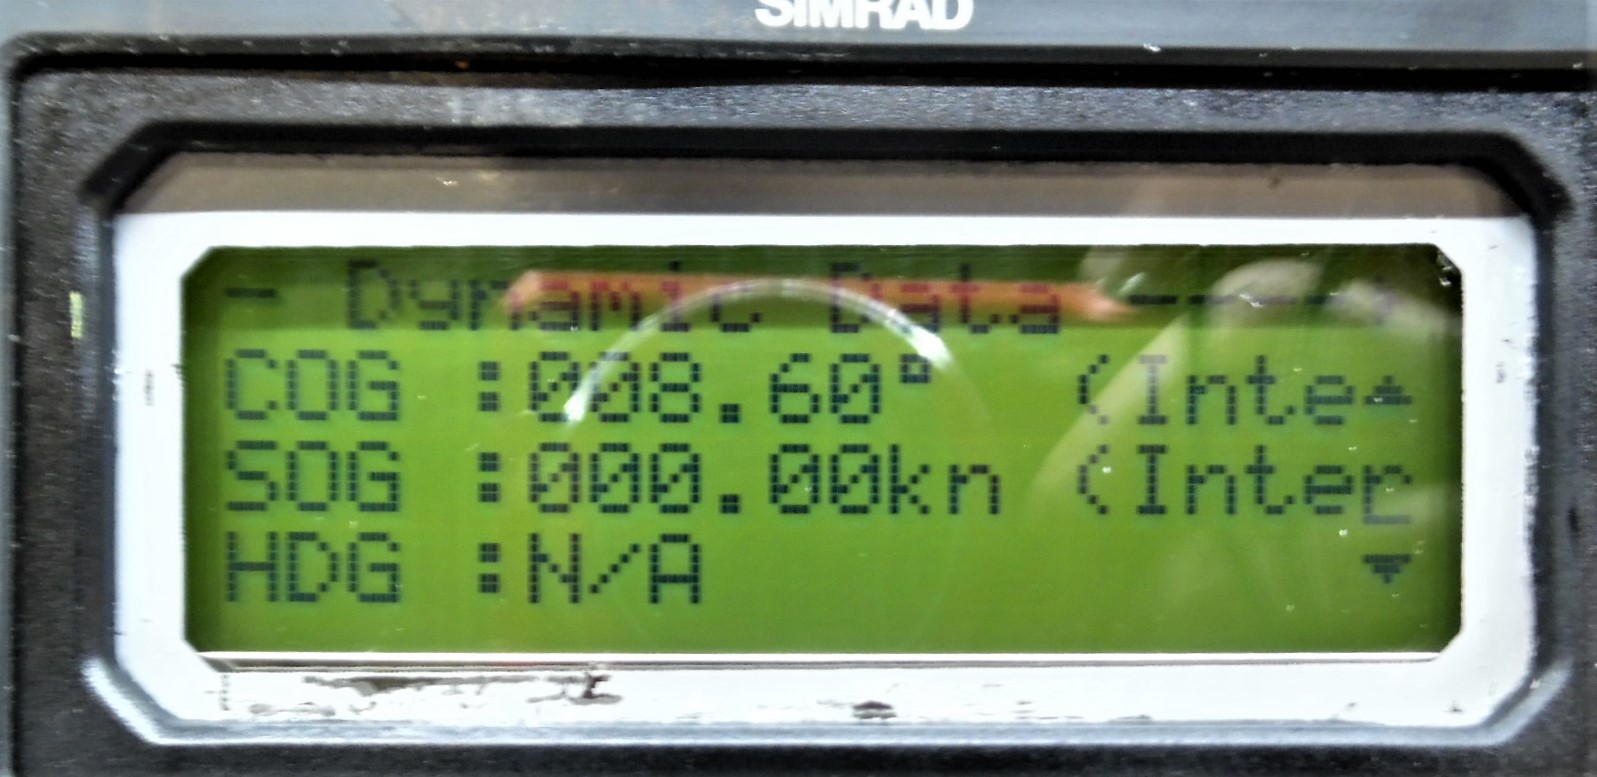 SIMRAD
- Dynamic Data -----
COG :008.60° (Inte▲
SOG :000.00kn (Inter
HDG :N/A ▼